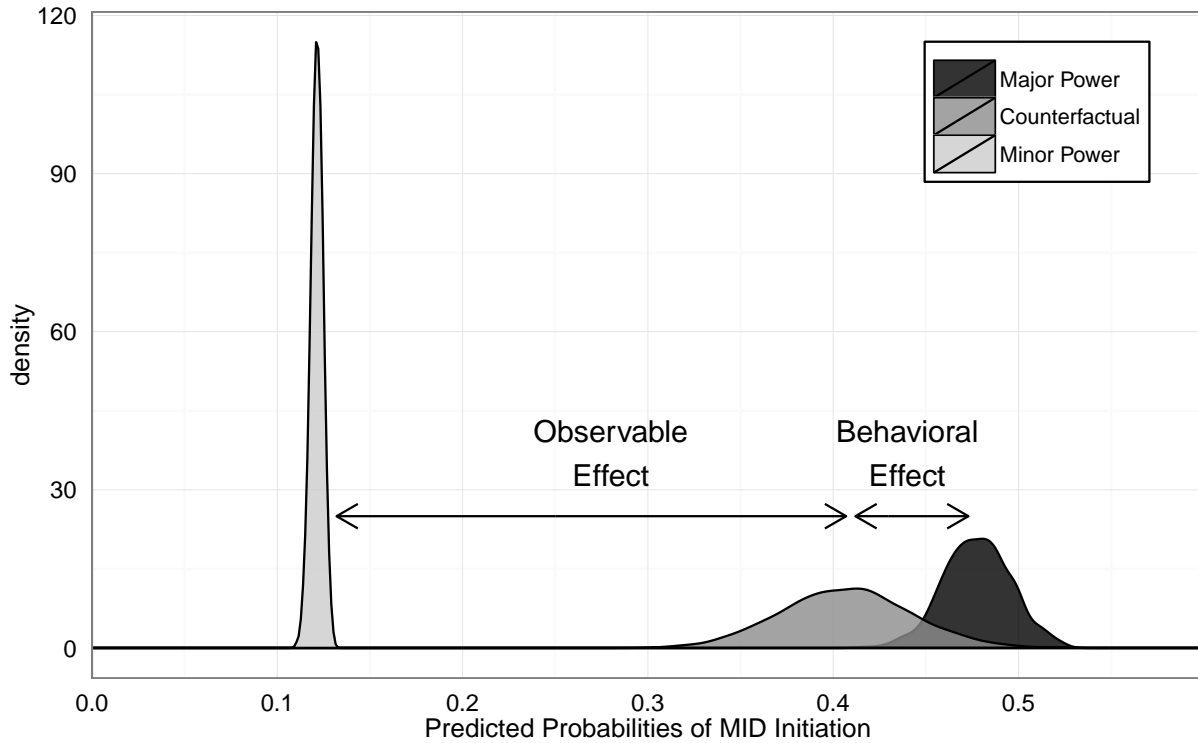 120
90
60
30
0
density
Major Power
Counterfactual
Minor Power
Observable
Effect
Behavioral
Effect
0.0
0.1
0.2
0.3
0.4
0.5
Predicted Probabilities of MID Initiation